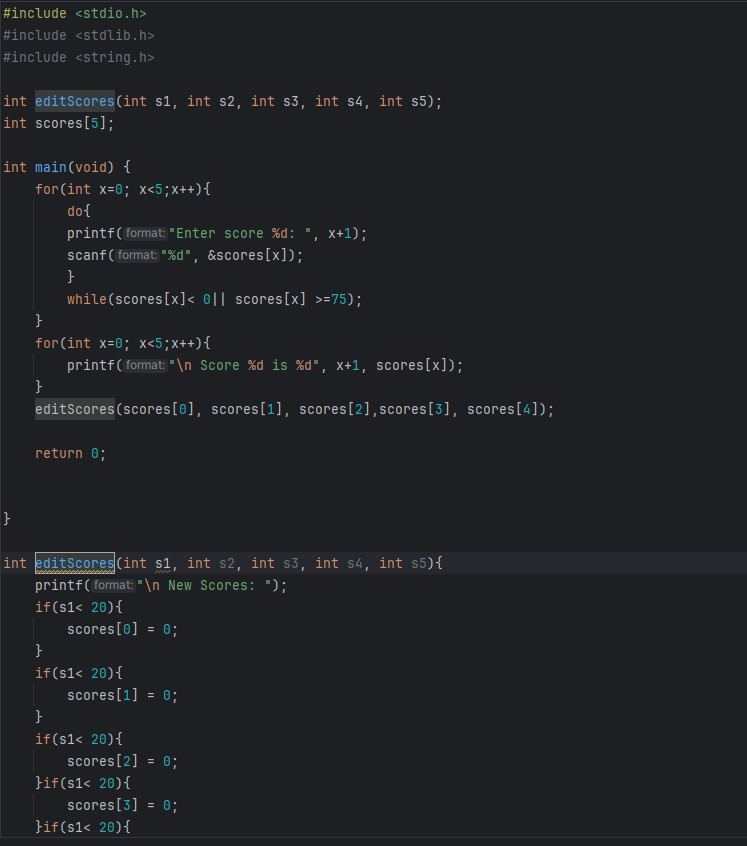 #include <stdio.h>
#include <stdlib.h>
#include <string.h>

int editScores(int s1, int s2, int s3, int s4, int s5);
int scores[5];

int main(void) {
    for(int x=0; x<5;x++){
        do{
        printf( format: "Enter score %d: ", x+1);
        scanf( format: "%d", &scores[x]);
        }
        while(scores[x]< 0|| scores[x] >=75);
    }
    for(int x=0; x<5;x++){
        printf( format: "\n Score %d is %d", x+1, scores[x]);
    }
    editScores(scores[0], scores[1], scores[2],scores[3], scores[4]);

    return 0;


}

int editScores(int s1, int s2, int s3, int s4, int s5){
    printf( format: "\n New Scores: ");
    if(s1< 20){
        scores[0] = 0;
    }
    if(s1< 20){
        scores[1] = 0;
    }
    if(s1< 20){
        scores[2] = 0;
    }if(s1< 20){
        scores[3] = 0;
    }if(s1< 20){